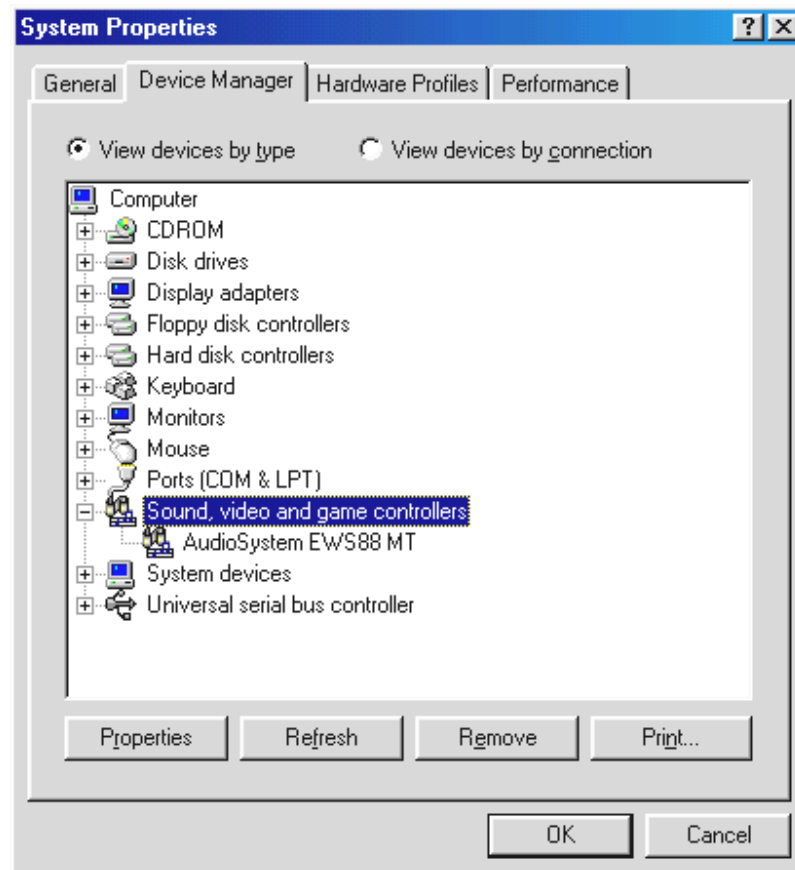 System Properties
General Device Manager Hardware Profiles Performance
View devices by type View devices by connection
Computer
CDROM
Disk drives
Display adapters
Floppy disk controllers
Hard disk controllers
Keyboard
Monitors
Mouse
Ports (COM & LPT)
Sound, video and game controllers
AudioSystem EWS88 MT
System devices
Universal serial bus controller
Properties Refresh Remove Print...
OK Cancel